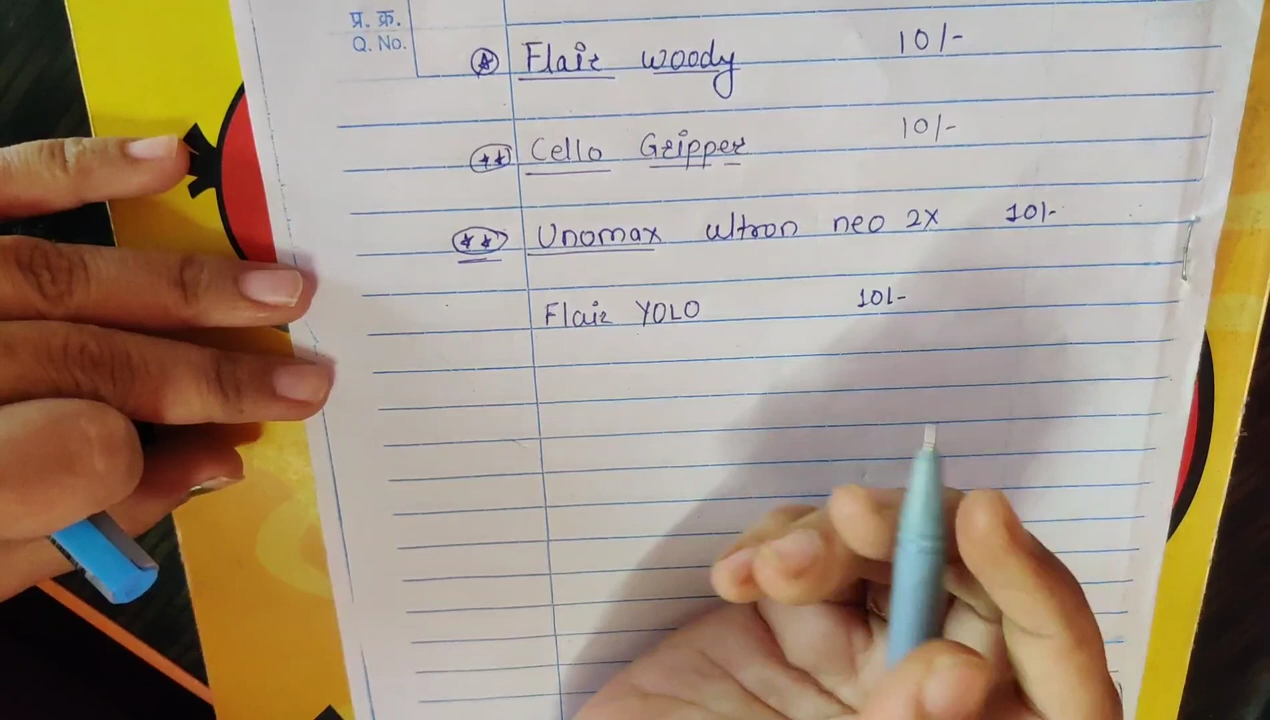 प्र. क्र.
Q. No.
Flair woody 10/-
Cello Gripper 10/-
Unomax ultron neo 2X 10/-
Flair YOLO 10/-